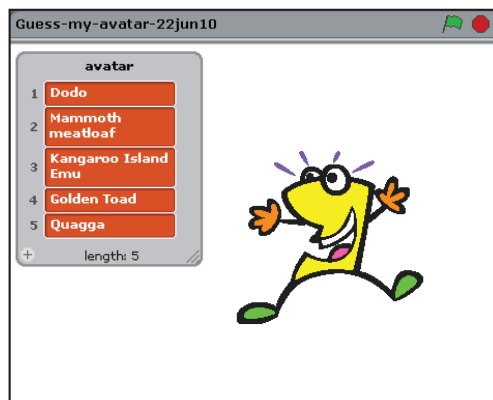 Guess-my-avatar-22jun10
avatar
1 Dodo
2 Mammoth
meatloaf
3 Kangaroo Island
Emu
4 Golden Toad
5 Quagga
+ length: 5